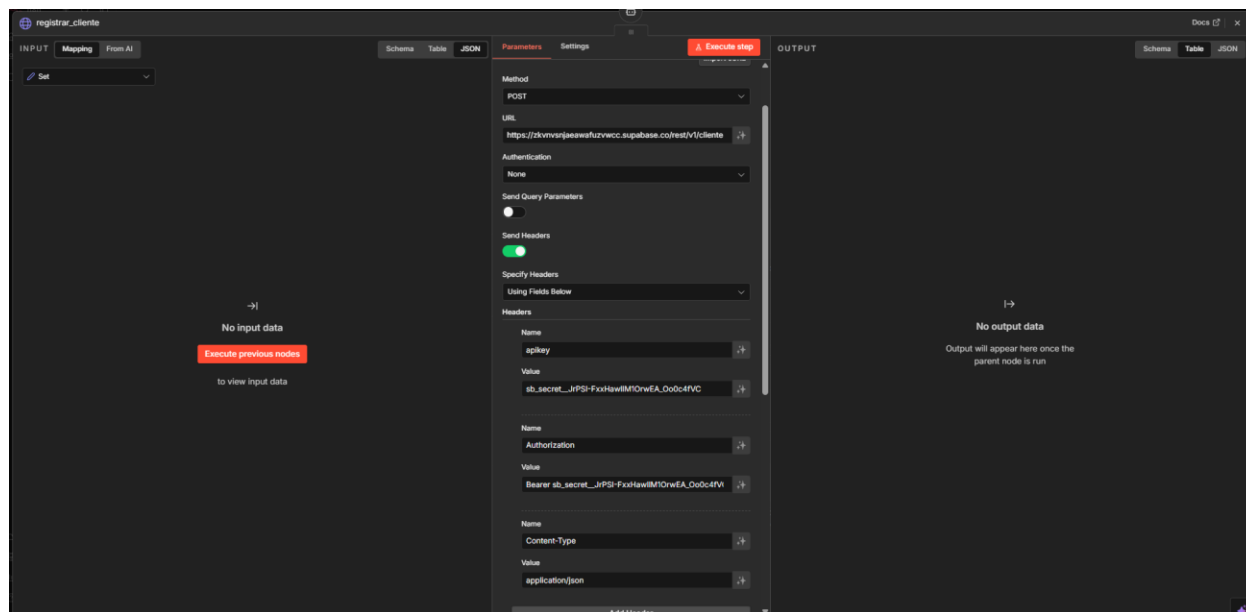 registrar_cliente
Docs
INPUT
Mapping
From AI
Schema
Table
JSON
Set
No input data
Execute previous nodes
to view input data
Parameters
Settings
Execute step
Method
POST
URL
https://zkvnvsnjaeawafuzvwcc.supabase.co/rest/v1/cliente
Authentication
None
Send Query Parameters
Send Headers
Specify Headers
Using Fields Below
Headers
Name
apikey
Value
Name
Authorization
Value
Bearer
Name
Content-Type
Value
application/json
Add Header
OUTPUT
Schema
Table
JSON
No output data
Output will appear here once the
parent node is run